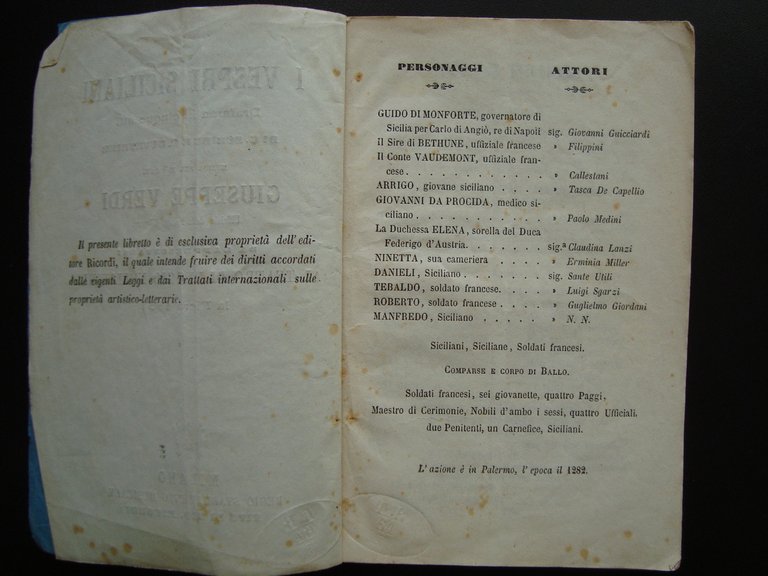 Il presente libretto è di esclusiva proprietà dell' edi-
tore Ricordi, il quale intende fruire dei diritti accordati
dalle vigenti Leggi e dai Trattati internazionali sulle
proprietà artistico-letterarie.
PERSONAGGI ATTORI
GUIDO DI MONFORTE, governatore di
Sicilia per Carlo di Angiò, re di Napoli sig. Giovanni Guicciardi
il Sire di BETHUNE, uffiziale francese » Filippini
Il Conte VAUDEMONT, uffiziale fran-
cese . . . . . . . . . . » Callestani
ARRIGO, giovane siciliano . . . . » Tasca De Capellio
GIOVANNI DA PROCIDA, medico si-
ciliano . . . . . . . . . » Paolo Medini
La Duchessa ELENA, sorella del Duca
Federigo d'Austria . . . . . . sig.ª Claudina Lanzi
NINETTA, sua cameriera . . . . » Erminia Miller
DANIELI, Siciliano . . . . . . sig. Sante Utili
TEBALDO, soldato francese. . . . » Luigi Sgarzi
ROBERTO, soldato francese . . . . » Guglielmo Giordani
MANFREDO, Siciliano . . . . . » N. N.
Siciliani, Siciliane, Soldati francesi.
COMPARSE E CORPO DI BALLO.
Soldati francesi, sei giovanette, quattro Paggi,
Maestro di Cerimonie, Nobili d'ambo i sessi, quattro Ufficiali.
due Penitenti, un Carnefice, Siciliani.
L'azione è in Palermo, l'epoca il 1282.